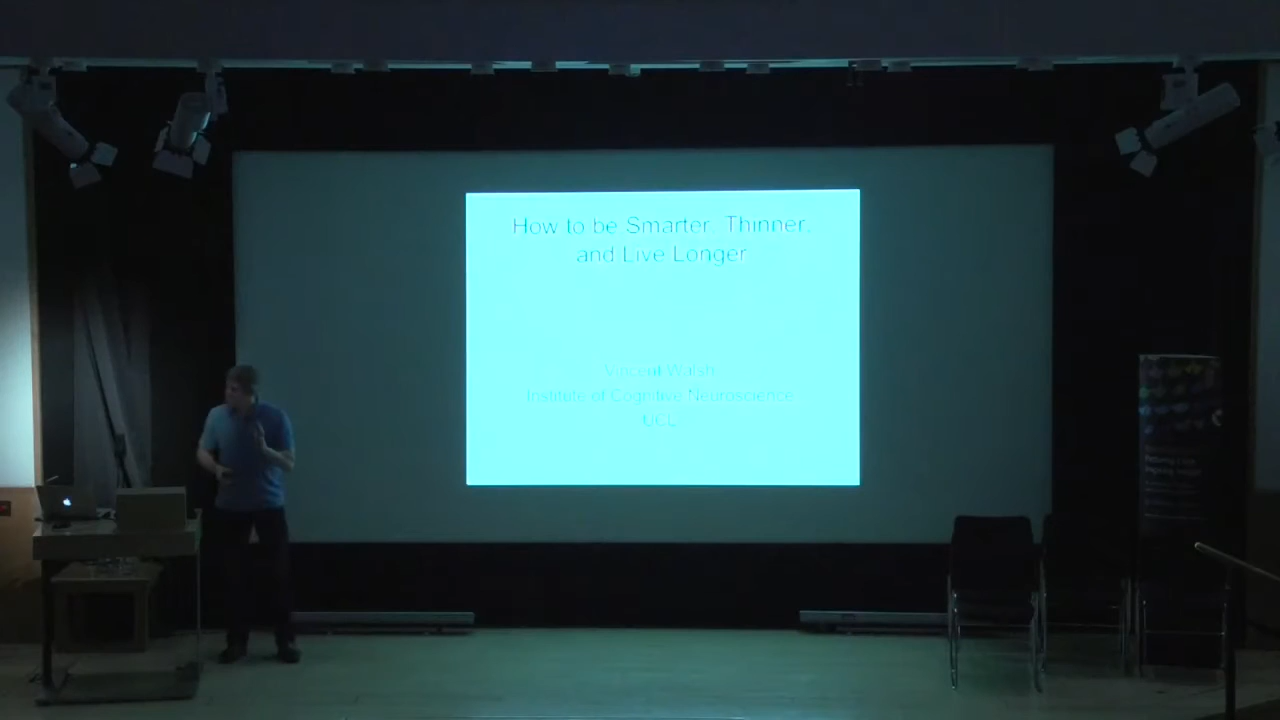 How to be Smarter, Thinner,
and Live Longer
Vincent Walsh
Institute of Cognitive Neuroscience
UCL